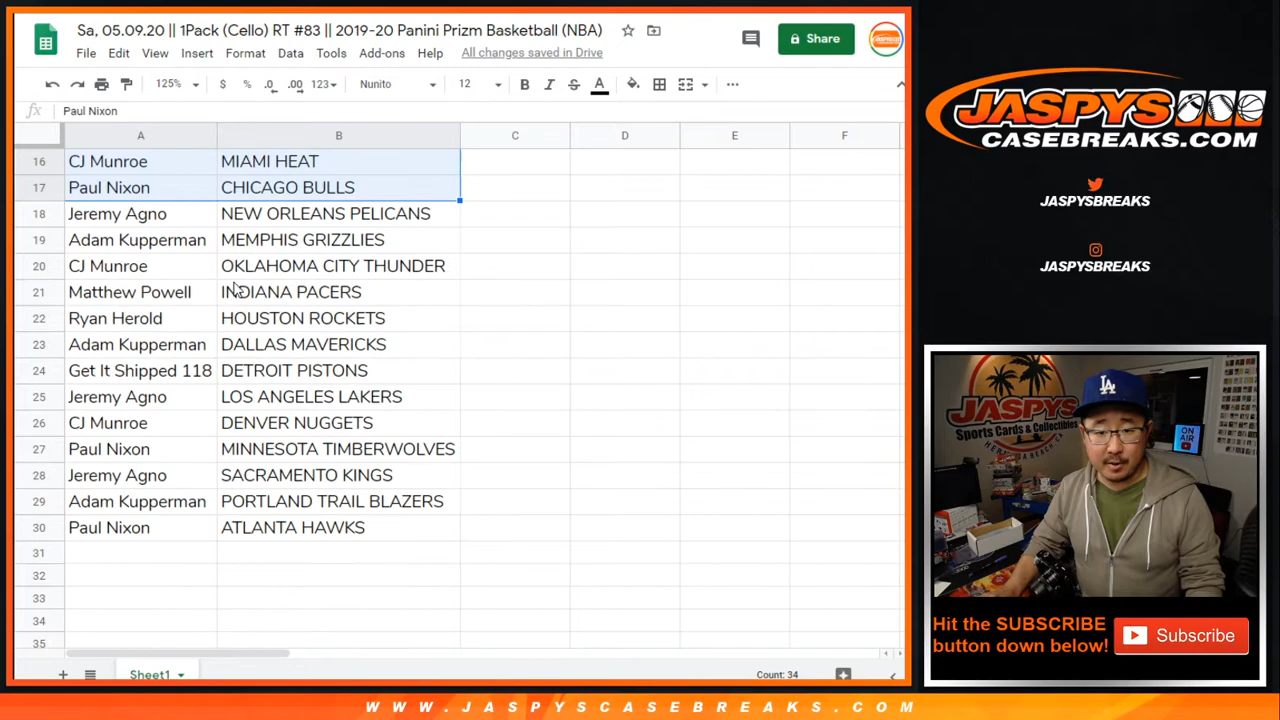 Sa, 05.09.20 || 1Pack (Cello) RT #83 || 2019-20 Panini Prizm Basketball (NBA)
File Edit View Insert Format Data Tools Add-ons Help All changes saved in Drive
Share
125% $ % .0 .00 123 Nunito 12 B I S A
fx Paul Nixon
A B C D E F
16 CJ Munroe MIAMI HEAT
17 Paul Nixon CHICAGO BULLS
18 Jeremy Agno NEW ORLEANS PELICANS
19 Adam Kupperman MEMPHIS GRIZZLIES
20 CJ Munroe OKLAHOMA CITY THUNDER
21 Matthew Powell INDIANA PACERS
22 Ryan Herold HOUSTON ROCKETS
23 Adam Kupperman DALLAS MAVERICKS
24 Get It Shipped 118 DETROIT PISTONS
25 Jeremy Agno LOS ANGELES LAKERS
26 CJ Munroe DENVER NUGGETS
27 Paul Nixon MINNESOTA TIMBERWOLVES
28 Jeremy Agno SACRAMENTO KINGS
29 Adam Kupperman PORTLAND TRAIL BLAZERS
30 Paul Nixon ATLANTA HAWKS
31
32
33
34
35
Sheet1 Count: 34
JASPYS
CASEBREAKS.COM
JASPYSBREAKS
JASPYSBREAKS
JASPYS
Sports Cards & Collectibles
ON
AIR
LA
Hit the SUBSCRIBE
button down below!
Subscribe
WWW.JASPYSCASEBREAKS.COM